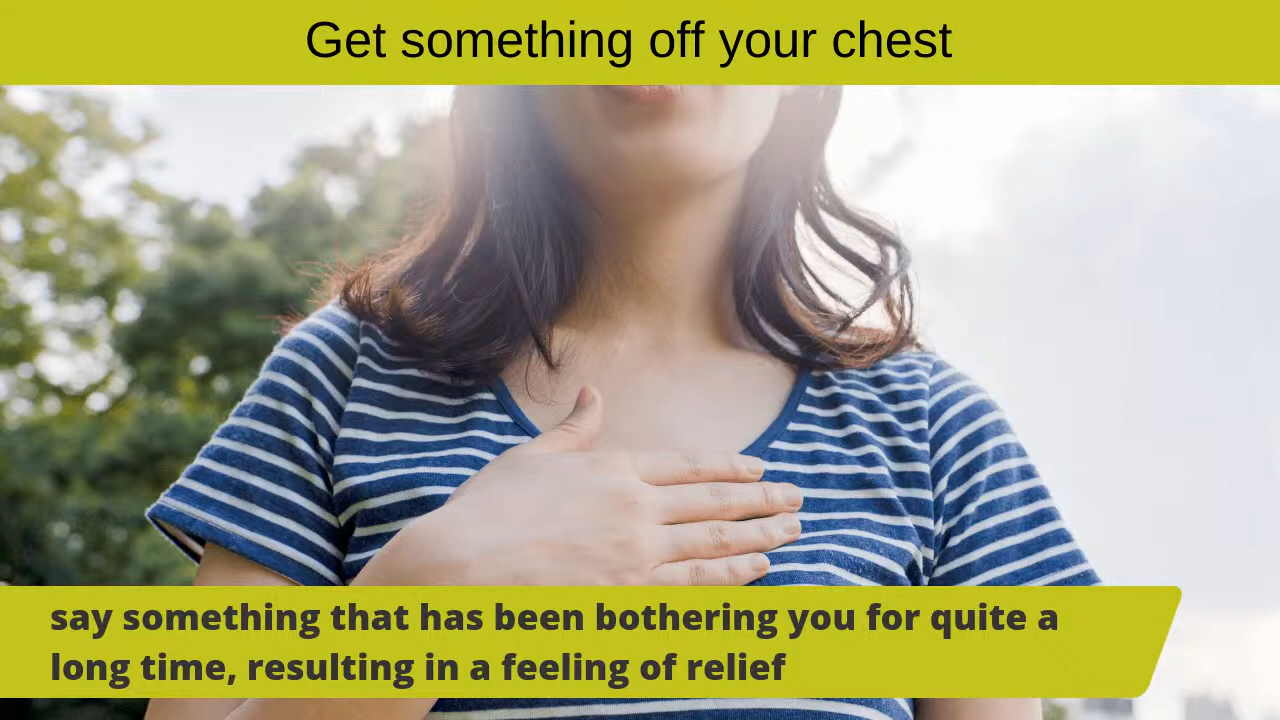 Get something off your chest
say something that has been bothering you for quite a
long time, resulting in a feeling of relief